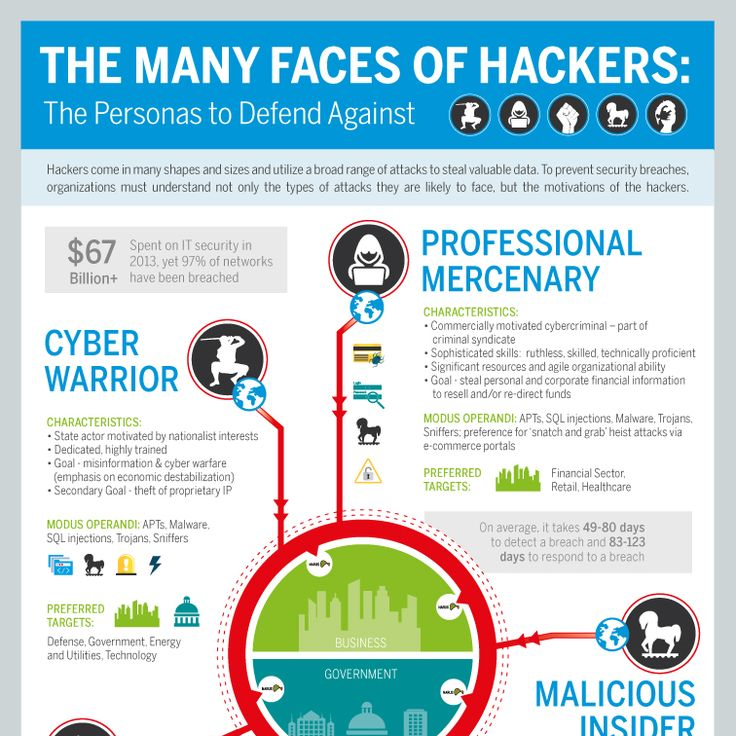 THE MANY FACES OF HACKERS:
The Personas to Defend Against
Hackers come in many shapes and sizes and utilize a broad range of attacks to steal valuable data. To prevent security breaches,
organizations must understand not only the types of attacks they are likely to face, but the motivations of the hackers.
$67
Billion+
Spent on IT security in
2013, yet 97% of networks
have been breached
PROFESSIONAL
MERCENARY
CHARACTERISTICS:
• Commercially motivated cybercriminal – part of
criminal syndicate
• Sophisticated skills: ruthless, skilled, technically proficient
• Significant resources and agile organizational ability
• Goal - steal personal and corporate financial information
to resell and/or re-direct funds
MODUS OPERANDI: APTs, SQL injections, Malware, Trojans,
Sniffers; preference for 'snatch and grab' heist attacks via
e-commerce portals
PREFERRED
TARGETS:
Financial Sector,
Retail, Healthcare
CYBER
WARRIOR
CHARACTERISTICS:
• State actor motivated by nationalist interests
• Dedicated, highly trained
• Goal - misinformation & cyber warfare
(emphasis on economic destabilization)
• Secondary Goal - theft of proprietary IP
MODUS OPERANDI: APTs, Malware,
SQL injections, Trojans, Sniffers
PREFERRED
TARGETS:
Defense, Government, Energy
and Utilities, Technology
On average, it takes 49-80 days
to detect a breach and 83-123
days to respond to a breach
BUSINESS
GOVERNMENT
MALICIOUS
INSIDER